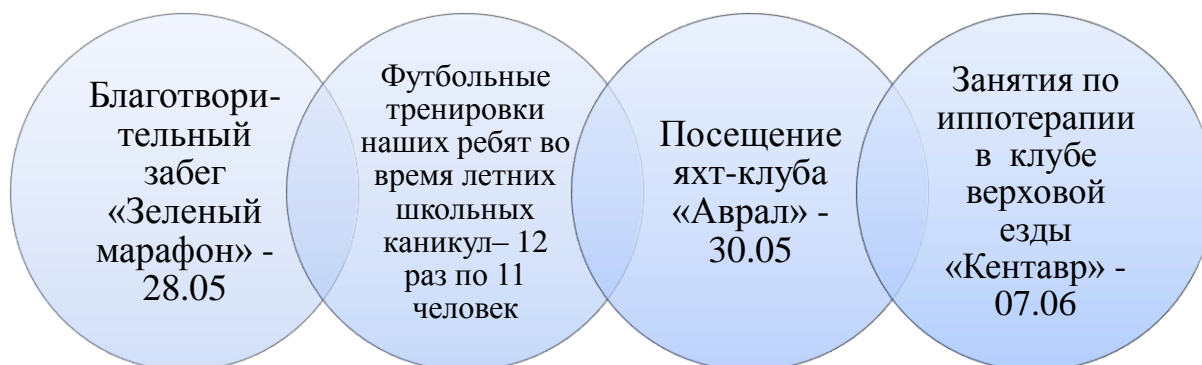 Благотвори-
тельный
забег
«Зеленый
марафон» -
28.05
Футбольные
тренировки
наших ребят во
время летних
школьных
каникул– 12
раз по 11
человек
Посещение
яхт-клуба
«Аврал» -
30.05
Занятия по
иппотерапии
в клубе
верховой
езды
«Кентавр» -
07.06